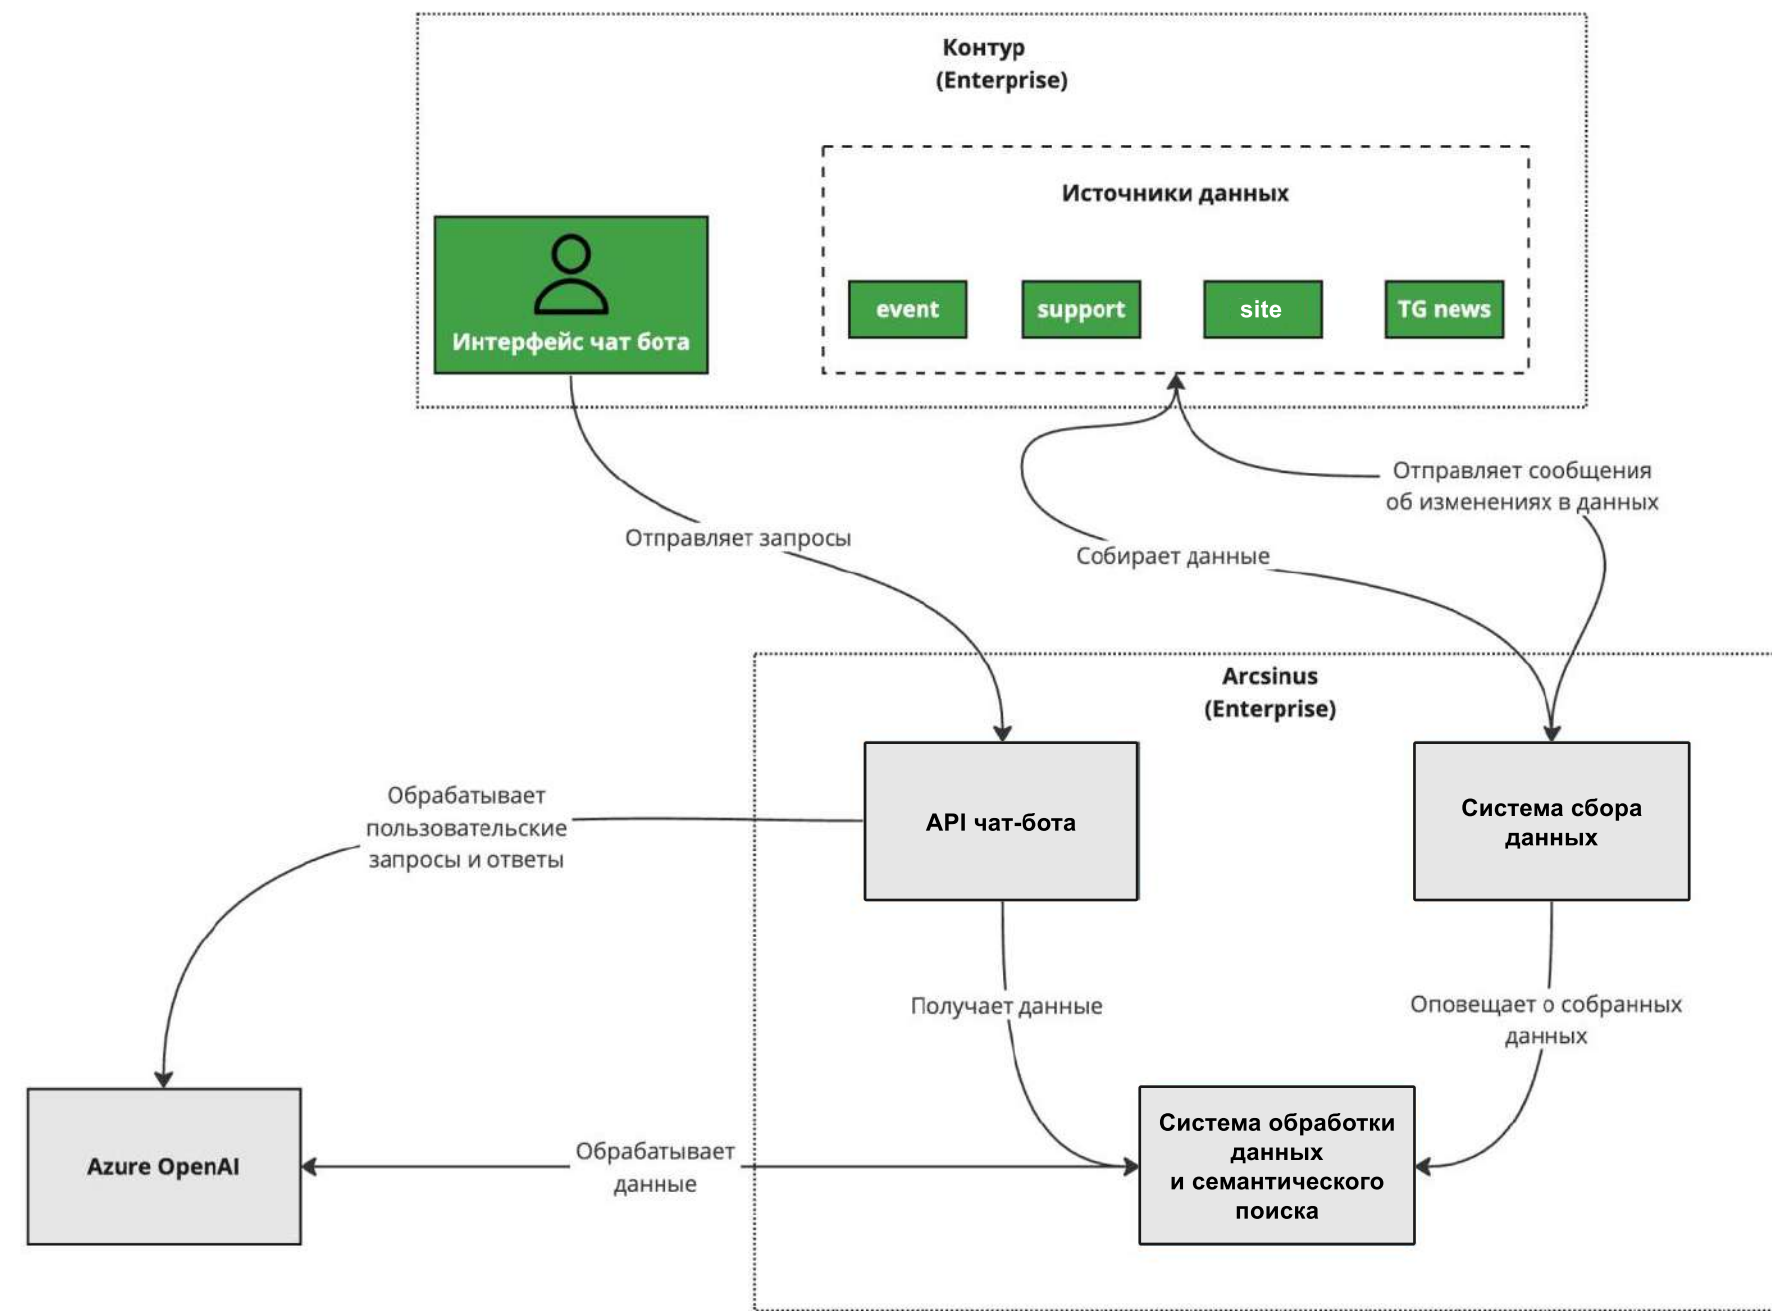 Контур
(Enterprise)
Источники данных
event
support
site
TG news
Интерфейс чат бота
Отправляет сообщения
об изменениях в данных
Отправляет запросы
Собирает данные
Arcsinus
(Enterprise)
Обрабатывает
пользовательские
запросы и ответы
API чат-бота
Система сбора
данных
Получает данные
Оповещает о собранных
данных
Azure OpenAI
Обрабатывает
данные
Система обработки
данных
и семантического
поиска